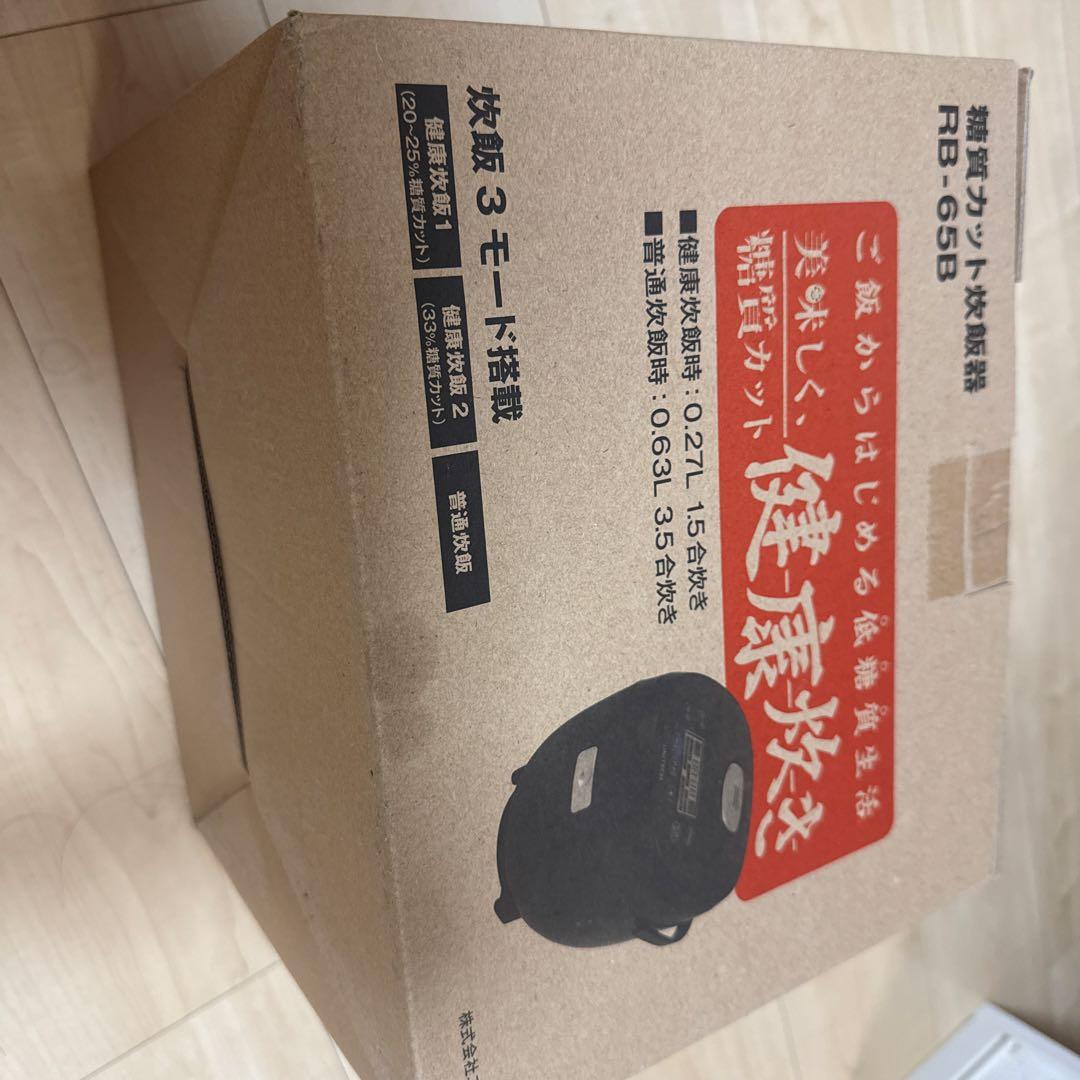 糖質カット炊飯器
RB-65B
ご飯からはじめる低糖質生活
美味しく、
糖質カット
健康炊き
■健康炊飯時：0.27L 1.5合炊き
■普通炊飯時：0.63L 3.5合炊き
炊飯 3 モード搭載
健康炊飯1
(20~25%糖質カット)
健康炊飯 2
(33%糖質カット)
普通炊飯
株式会社